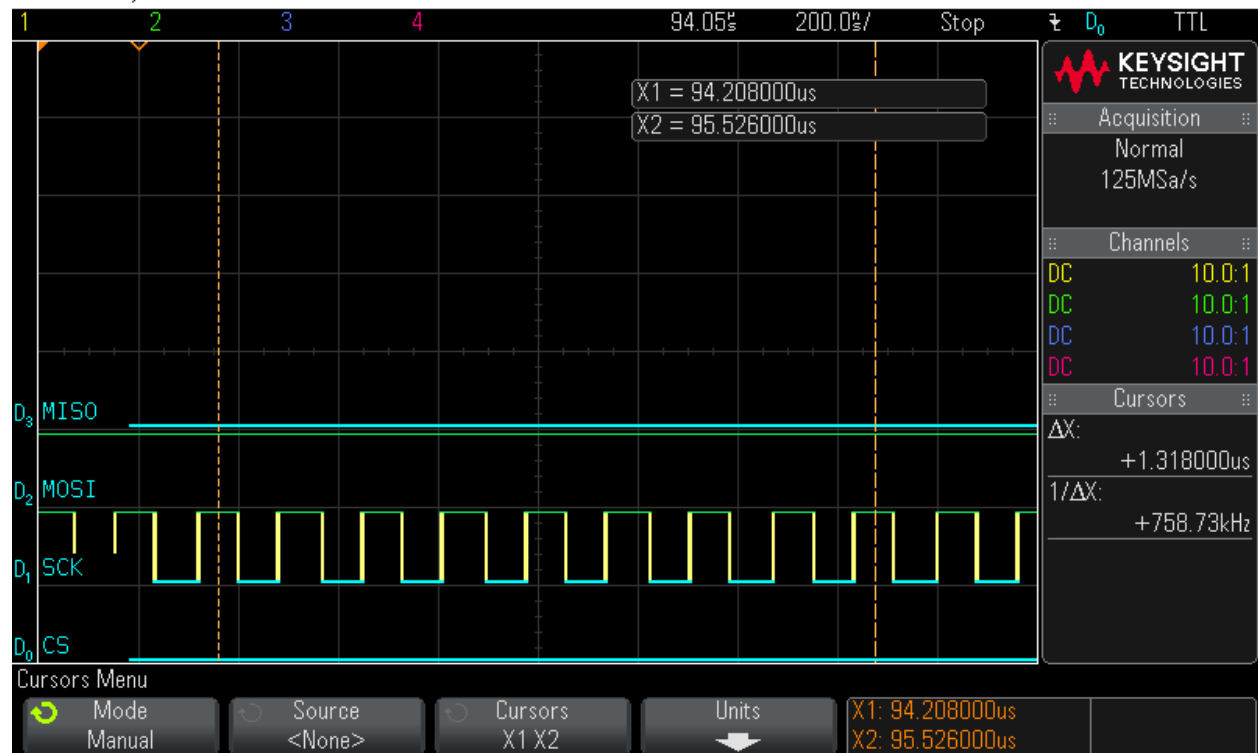 1 2 3 4 94.05us 200.0ns/ Stop D0 TTL
KEYSIGHT
TECHNOLOGIES
Acquisition
Normal
125MSa/s
Channels
DC 10.0:1
DC 10.0:1
DC 10.0:1
DC 10.0:1
Cursors
ΔX:
+1.318000us
1/ΔX:
+758.73kHz
X1 = 94.208000us
X2 = 95.526000us
D3 MISO
D2 MOSI
D1 SCK
D0 CS
Cursors Menu
Mode
Manual
Source
<None>
Cursors
X1 X2
Units
X1: 94.208000us
X2: 95.526000us